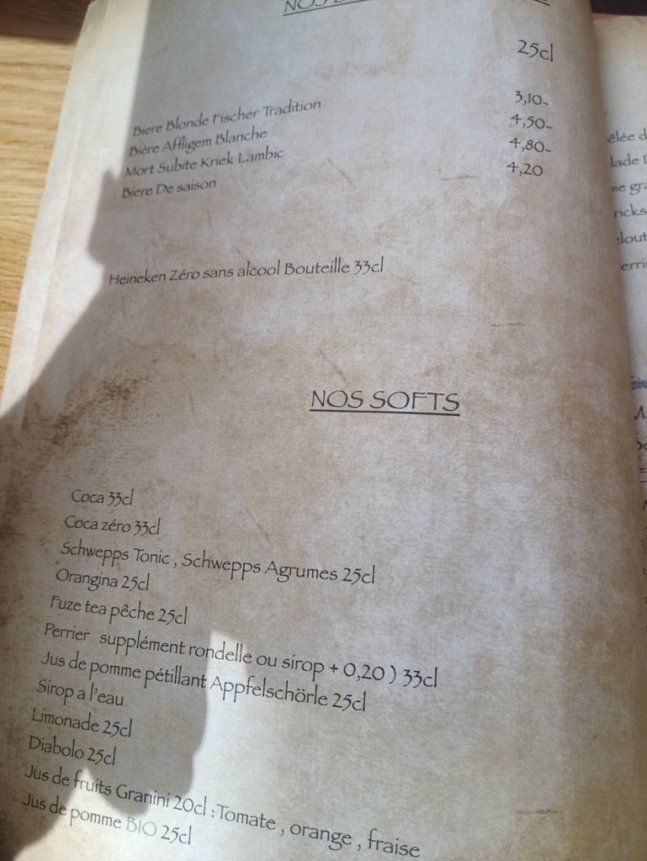 NOS
25cl
Biere Blonde Fischer Tradition 3,10-
Bière Affligem Blanche 4,50-
Mort Subite Kriek Lambic 4,80-
Biere De saison 4,20
Heineken Zéro sans alcool Bouteille 33cl
NOS SOFTS
Coca 33cl
Coca zéro 33cl
Schwepps Tonic , Schwepps Agrumes 25cl
Orangina 25cl
Fuze tea pêche 25cl
Perrier supplément rondelle ou sirop + 0,20 ) 33cl
Jus de pomme pétillant Appfelschörle 25cl
Sirop a l'eau
Limonade 25cl
Diabolo 25cl
Jus de fruits Granini 20cl : Tomate , orange , fraise
Jus de pomme BIO 25cl